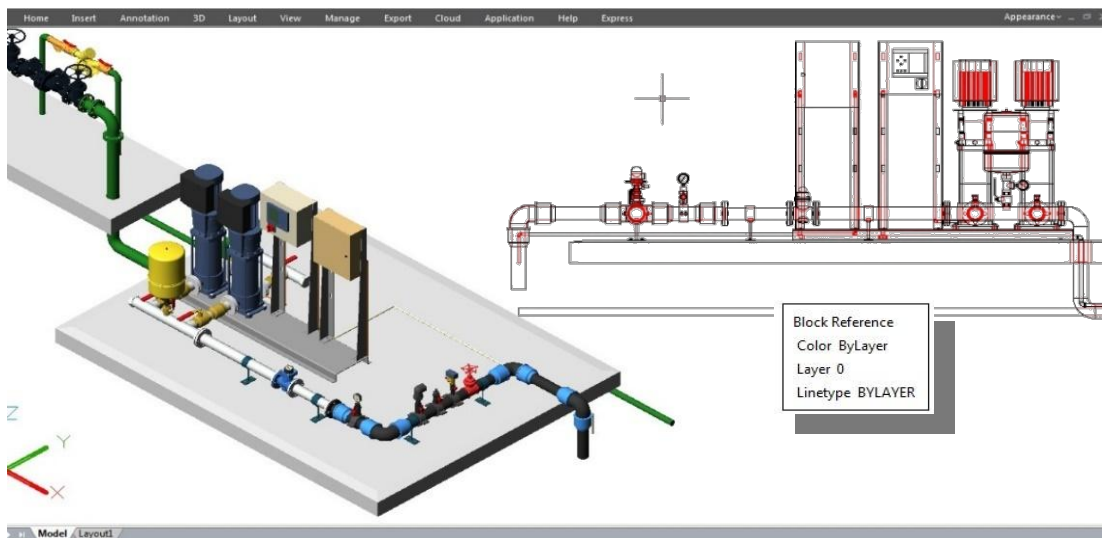 Home Insert Annotation 3D Layout View Manage Export Cloud Application Help Express Appearance
Block Reference
Color ByLayer
Layer 0
Linetype BYLAYER
Z
Y
X
Model Layout1